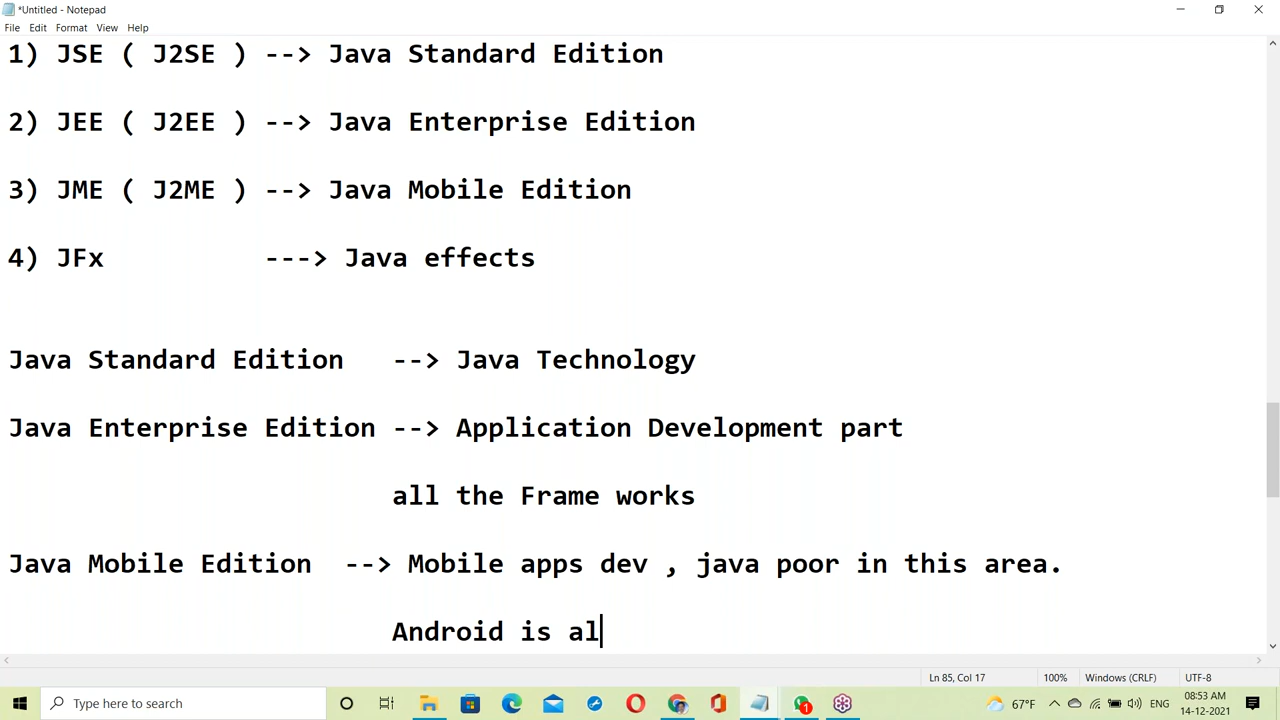 *Untitled - Notepad
File Edit Format View Help
1) JSE ( J2SE ) --> Java Standard Edition
2) JEE ( J2EE ) --> Java Enterprise Edition
3) JME ( J2ME ) --> Java Mobile Edition
4) JFx ---> Java effects
Java Standard Edition --> Java Technology
Java Enterprise Edition --> Application Development part
all the Frame works
Java Mobile Edition --> Mobile apps dev , java poor in this area.
Android is al
Ln 85, Col 17 100% Windows (CRLF) UTF-8
Type here to search
1
67°F
ENG
08:53 AM
14-12-2021